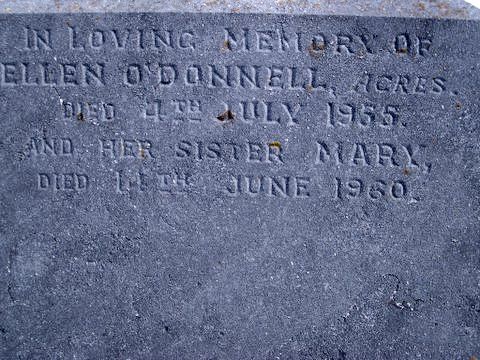 IN LOVING MEMORY OF
ELLEN O'DONNELL, ACRES.
DIED 4TH JULY 1955.
AND HER SISTER MARY,
DIED 14TH JUNE 1960.